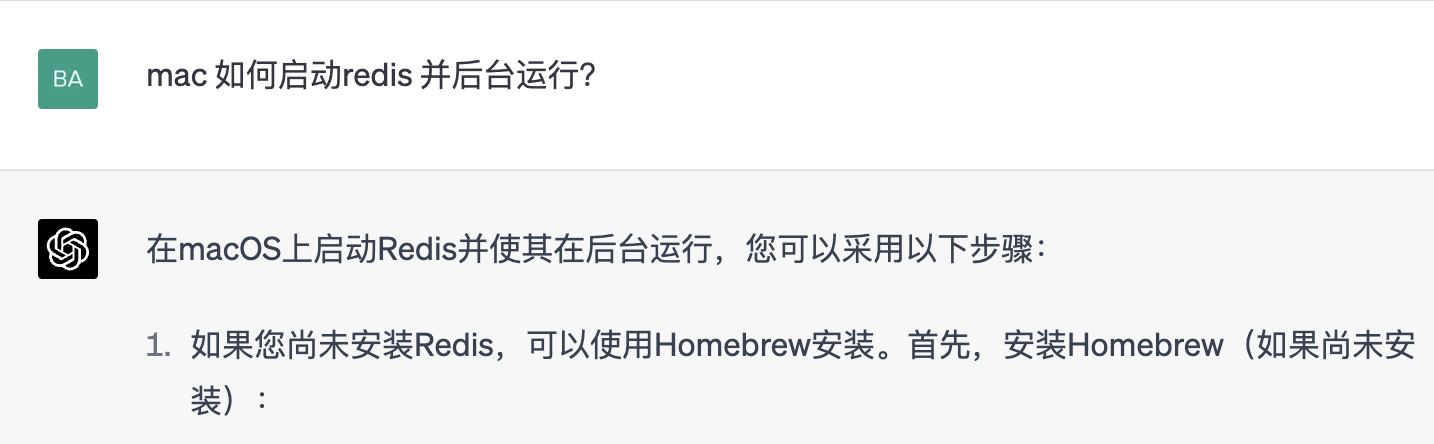 BA
mac 如何启动redis 并后台运行?
在macOS上启动Redis并使其在后台运行，您可以采用以下步骤：
1. 如果您尚未安装Redis，可以使用Homebrew安装。首先，安装Homebrew（如果尚未安
装）：